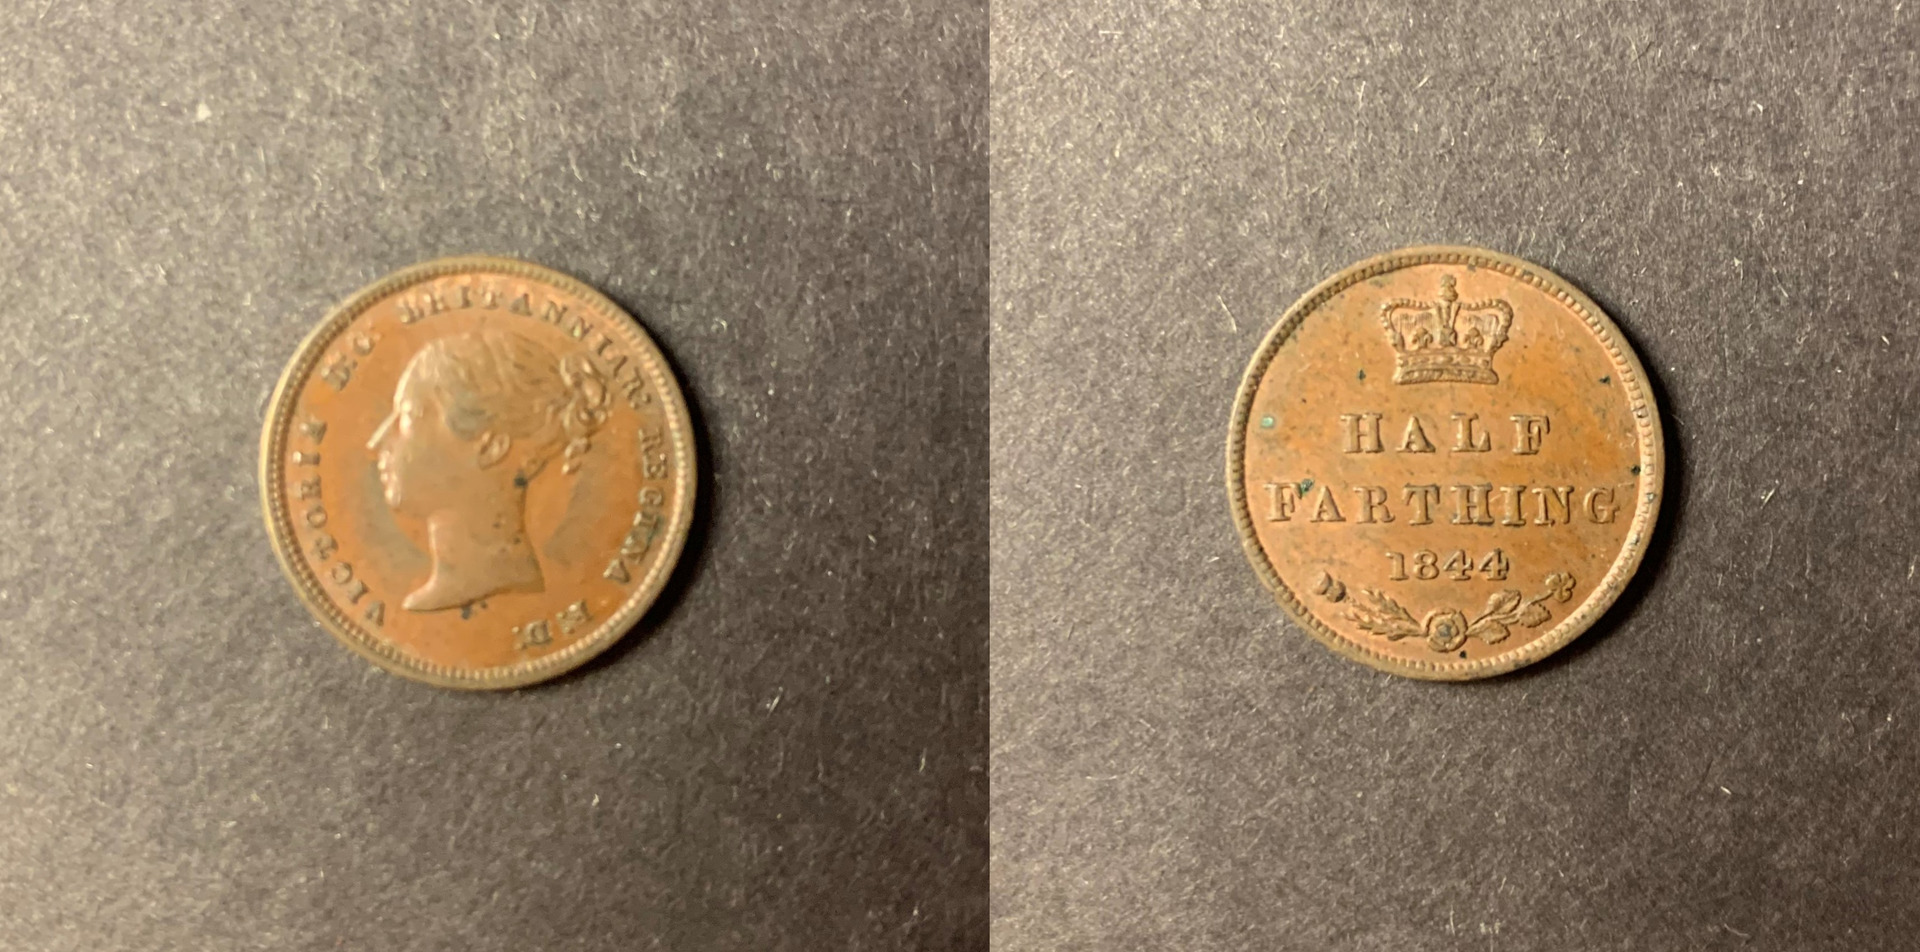 VICTORIA D.G. BRITANNIAR: REGINA F.D.
HALF
FARTHING
1844